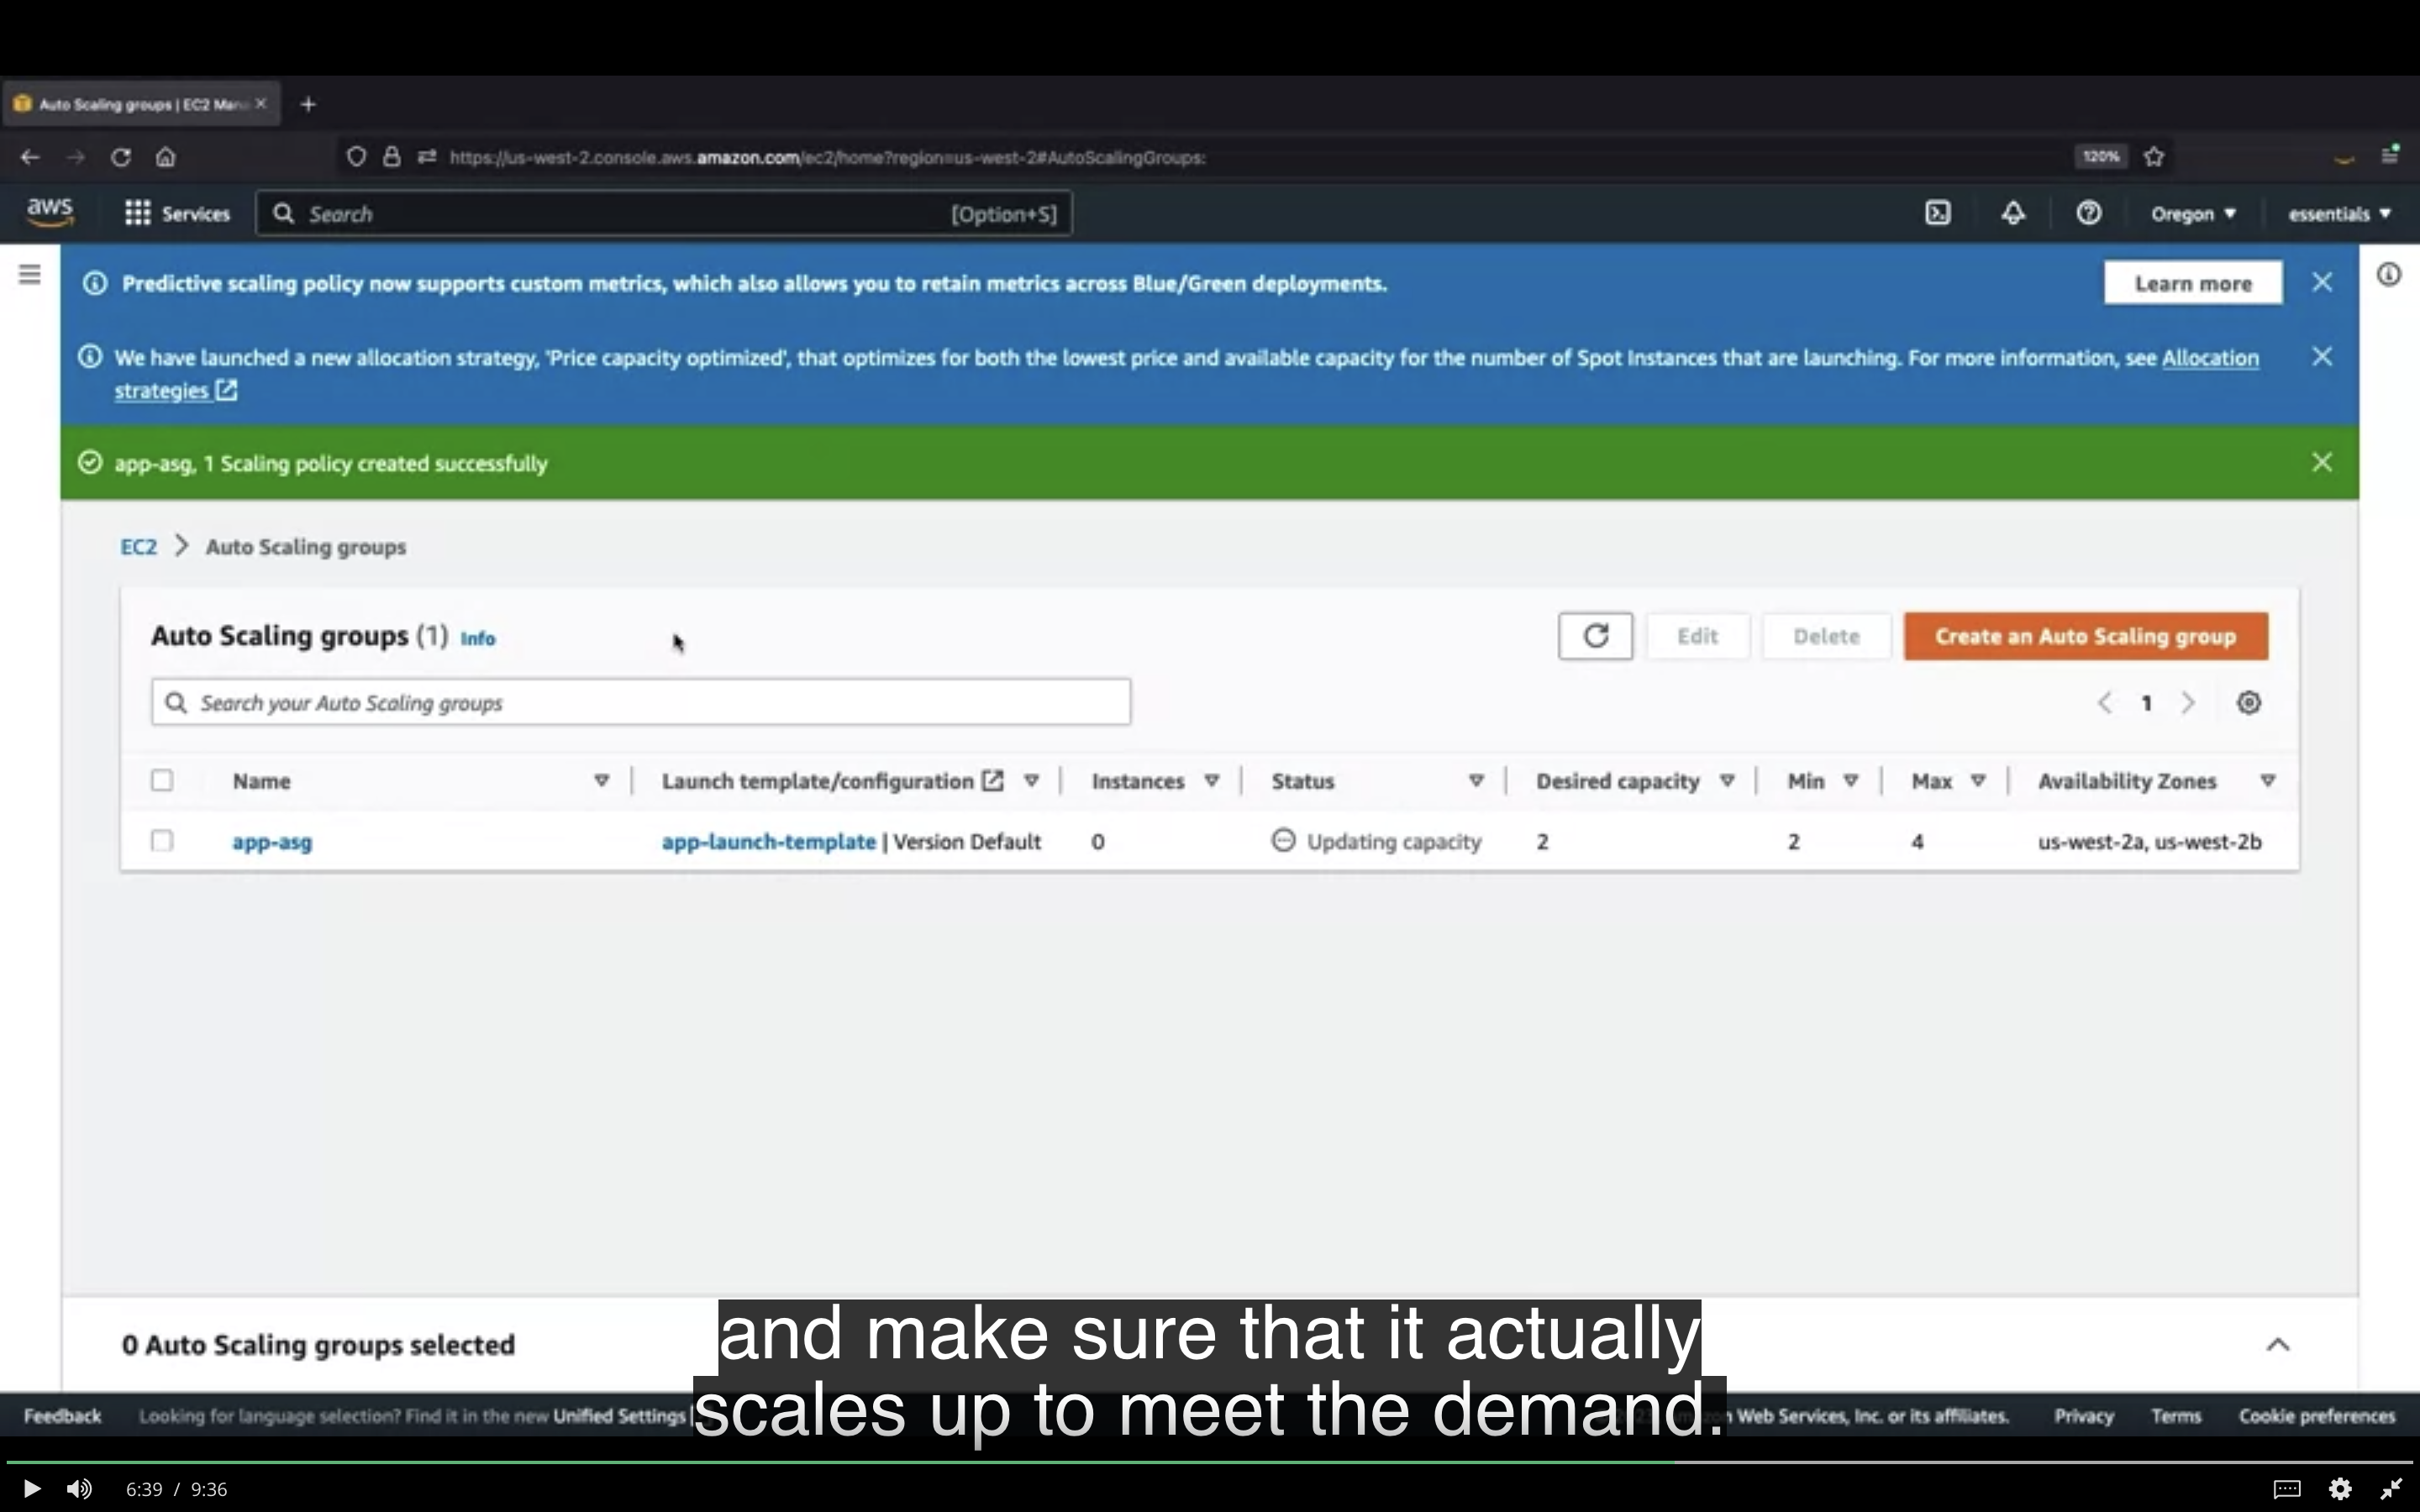 Auto Scaling groups | EC2 Man
https://us-west-2.console.aws.amazon.com/ec2/home?region=us-west-2#AutoScalingGroups:
120%
aws
Services
Search
[Option+S]
Oregon
essentials
Predictive scaling policy now supports custom metrics, which also allows you to retain metrics across Blue/Green deployments.
Learn more
We have launched a new allocation strategy, 'Price capacity optimized', that optimizes for both the lowest price and available capacity for the number of Spot Instances that are launching. For more information, see Allocation
strategies
app-asg, 1 Scaling policy created successfully
EC2 > Auto Scaling groups
Auto Scaling groups (1) Info
Edit
Delete
Create an Auto Scaling group
Search your Auto Scaling groups
1
Name
Launch template/configuration
Instances
Status
Desired capacity
Min
Max
Availability Zones
app-asg
app-launch-template | Version Default
0
Updating capacity
2
2
4
us-west-2a, us-west-2b
0 Auto Scaling groups selected
and make sure that it actually
scales up to meet the demand.
Feedback
Looking for language selection? Find it in the new Unified Settings
Web Services, Inc. or its affiliates.
Privacy
Terms
Cookie preferences
6:39 / 9:36